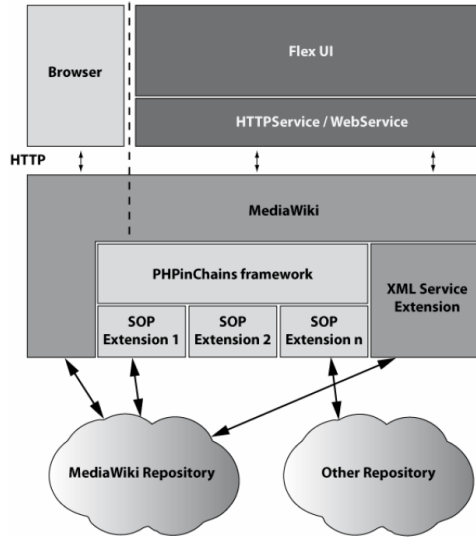 Browser
Flex UI
HTTPService / WebService
HTTP
MediaWiki
PHPinChains framework
XML Service
Extension
SOP
Extension 1
SOP
Extension 2
SOP
Extension n
MediaWiki Repository
Other Repository